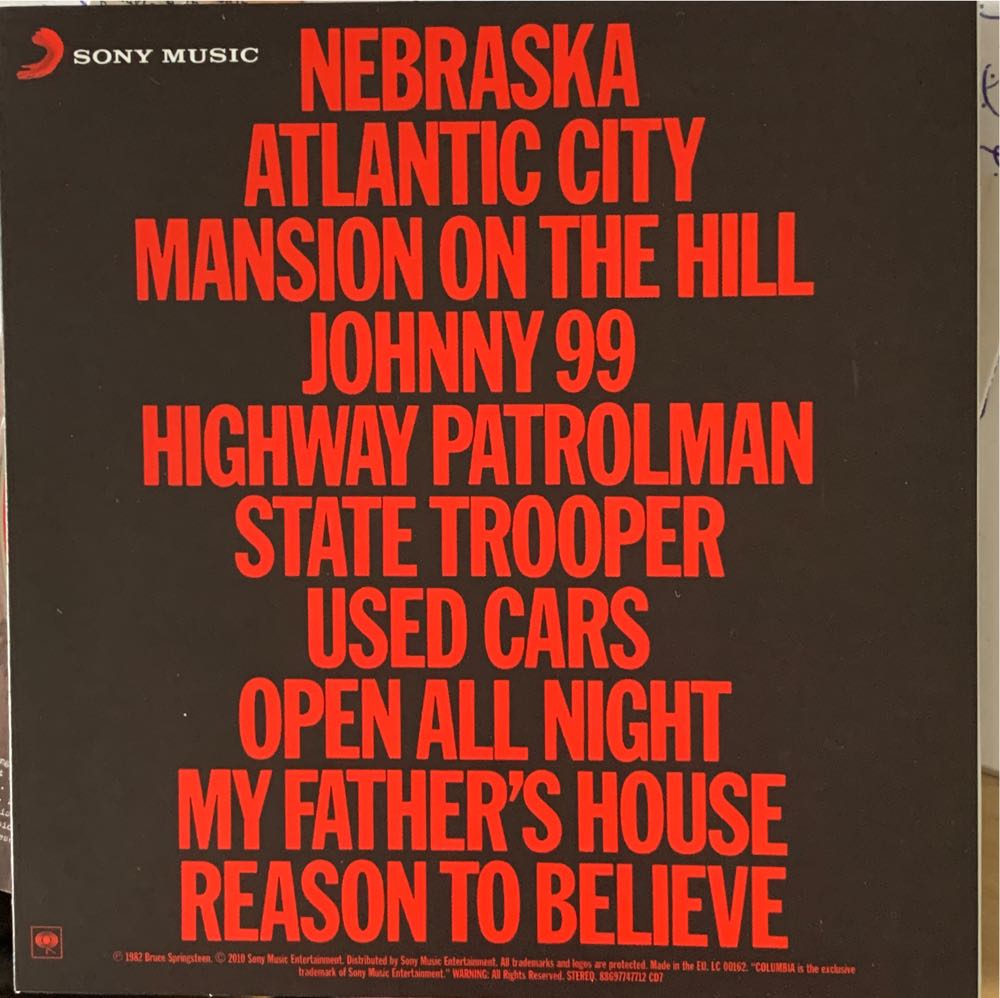 SONY MUSIC
NEBRASKA
ATLANTIC CITY
MANSION ON THE HILL
JOHNNY 99
HIGHWAY PATROLMAN
STATE TROOPER
USED CARS
OPEN ALL NIGHT
MY FATHER'S HOUSE
REASON TO BELIEVE
℗ 1982 Bruce Springsteen. © 2010 Sony Music Entertainment. Distributed by Sony Music Entertainment. All trademarks and logos are protected. Made in the EU. LC 00162. "COLUMBIA is the exclusive
trademark of Sony Music Entertainment." WARNING: All Rights Reserved. STEREO. 88697747712 CD7